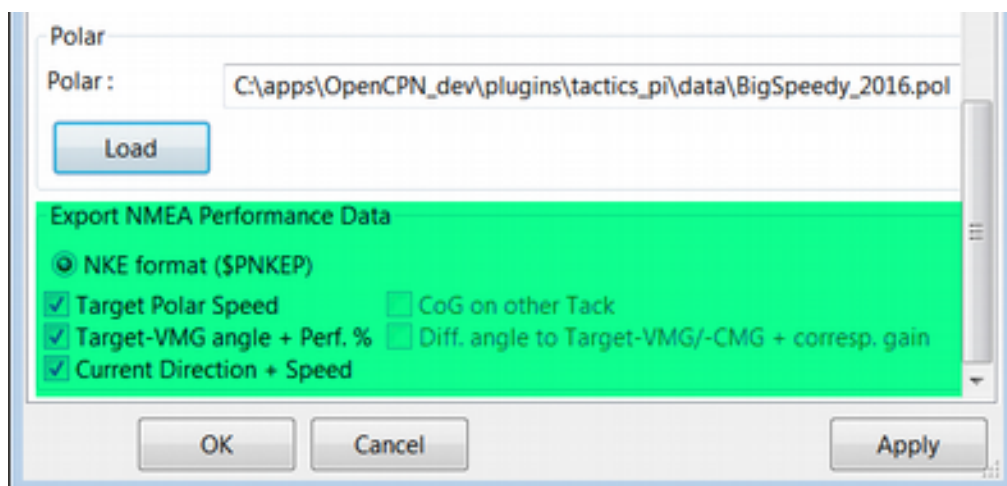 Polar
Polar : C:\apps\OpenCPN_dev\plugins\tactics_pi\data\BigSpeedy_2016.pol
Load
Export NMEA Performance Data
NKE format ($PNKEP)
Target Polar Speed CoG on other Tack
Target-VMG angle + Perf. % Diff. angle to Target-VMG/-CMG + corresp. gain
Current Direction + Speed
OK Cancel Apply